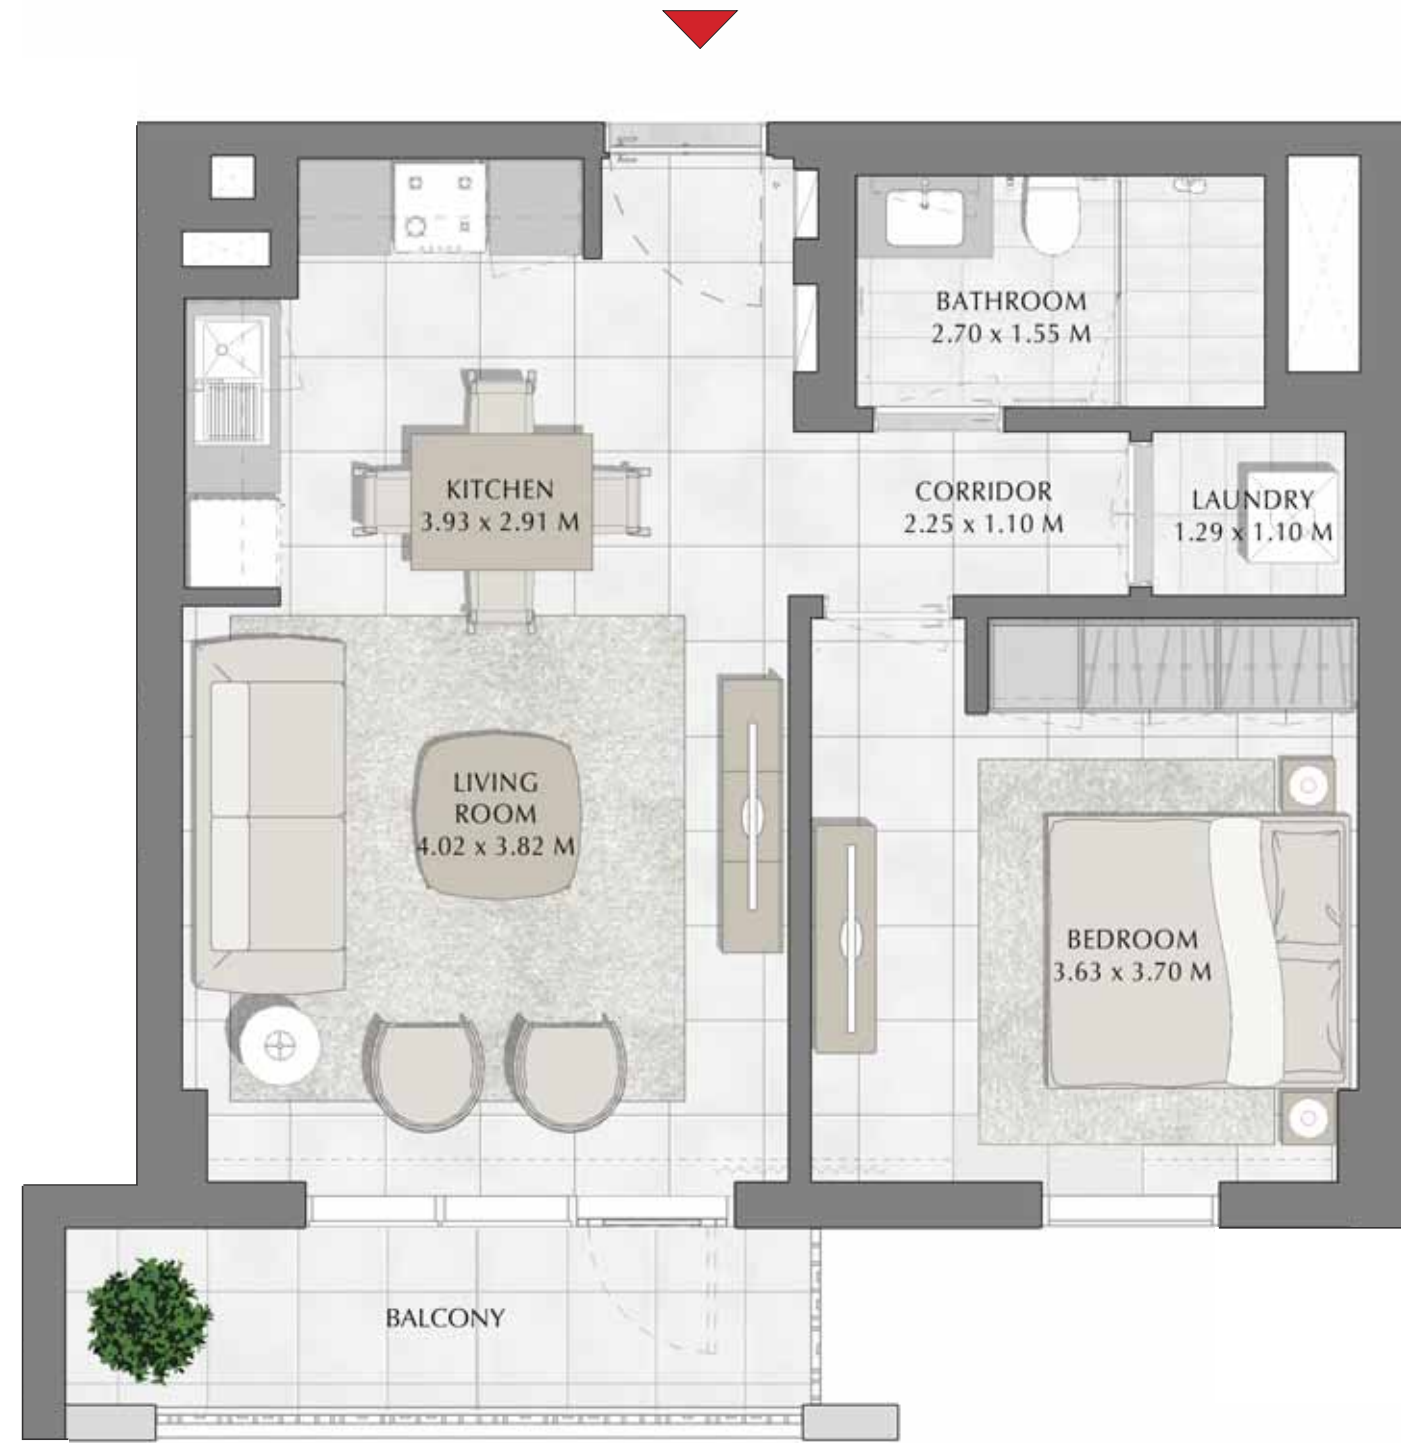 BATHROOM
2.70 x 1.55 M
KITCHEN
3.93 x 2.91 M
CORRIDOR
2.25 x 1.10 M
LAUNDRY
1.29 x 1.10 M
LIVING
ROOM
4.02 x 3.82 M
BEDROOM
3.63 x 3.70 M
BALCONY